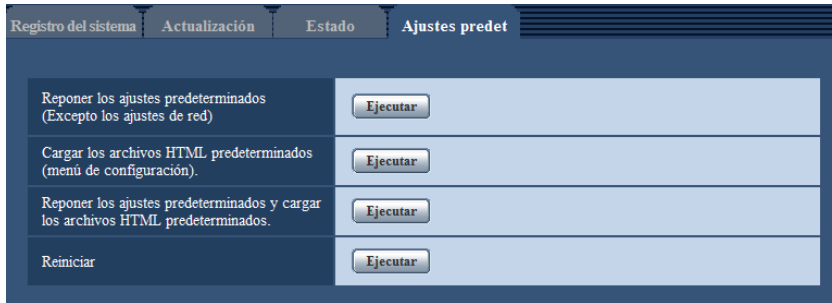 Registro del sistema Actualización Estado Ajustes predet
Reponer los ajustes predeterminados
(Excepto los ajustes de red)
Ejecutar
Cargar los archivos HTML predeterminados
(menú de configuración).
Ejecutar
Reponer los ajustes predeterminados y cargar
los archivos HTML predeterminados.
Ejecutar
Reiniciar
Ejecutar